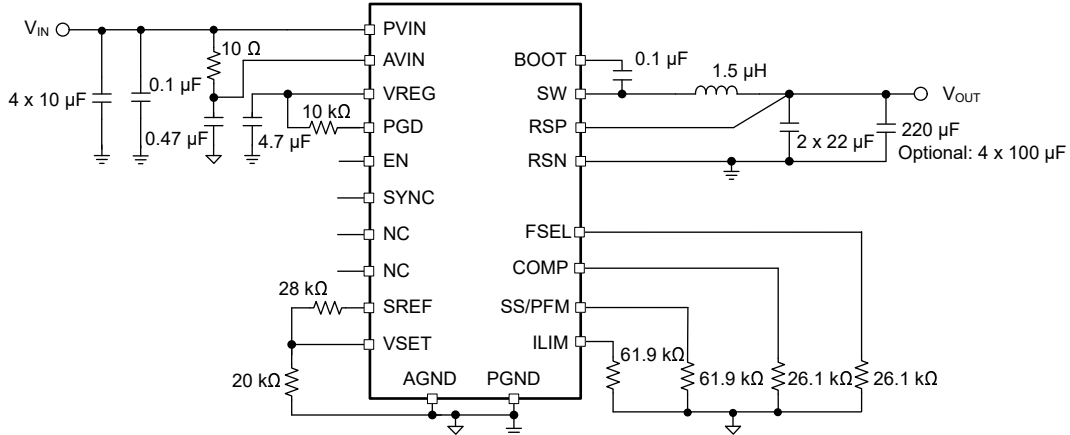 VIN
4 x 10 µF
0.1 µF
10 Ω
0.47 µF
4.7 µF
10 kΩ
28 kΩ
20 kΩ
PVIN
AVIN
VREG
PGD
EN
SYNC
NC
NC
SREF
VSET
AGND
PGND
BOOT
SW
RSP
RSN
FSEL
COMP
SS/PFM
ILIM
0.1 µF
1.5 µH
VOUT
2 x 22 µF
220 µF
Optional: 4 x 100 µF
61.9 kΩ
61.9 kΩ
26.1 kΩ
26.1 kΩ